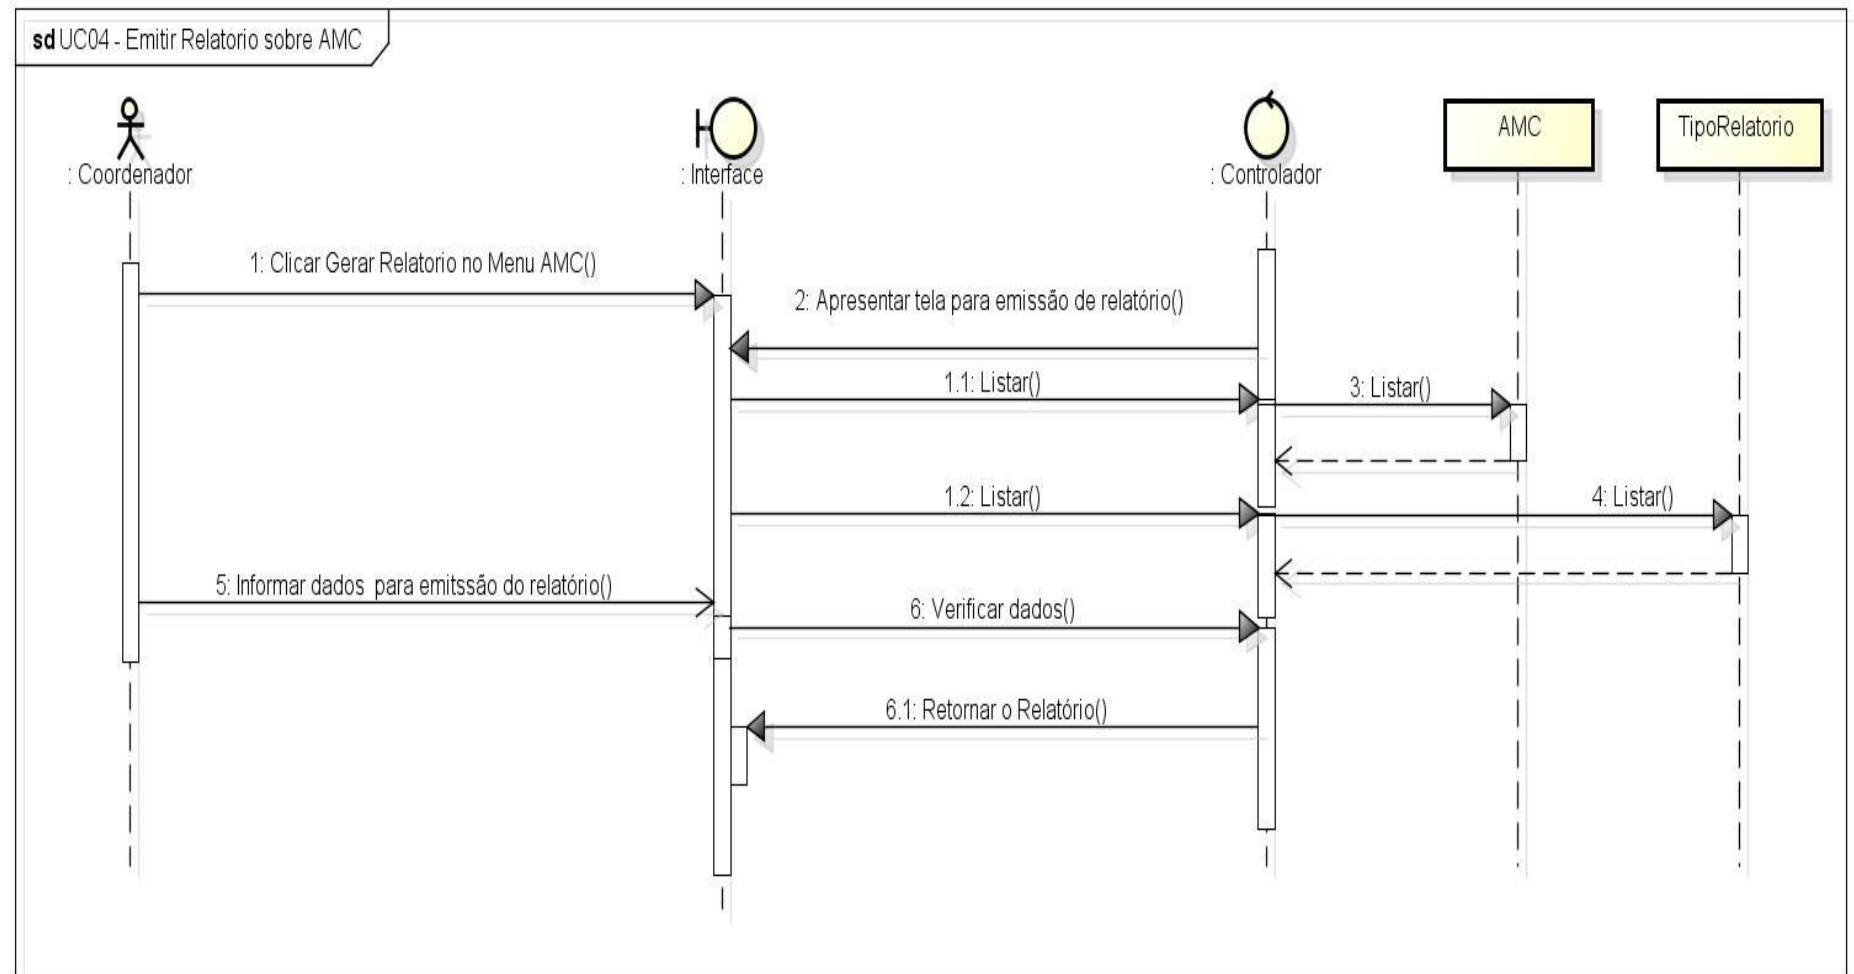 sd UC04 - Emitir Relatorio sobre AMC
: Coordenador
: Interface
: Controlador
AMC
TipoRelatorio
1: Clicar Gerar Relatorio no Menu AMC()
2: Apresentar tela para emissão de relatório()
1.1: Listar()
3: Listar()
1.2: Listar()
4: Listar()
5: Informar dados  para emitssão do relatório()
6: Verificar dados()
6.1: Retornar o Relatório()